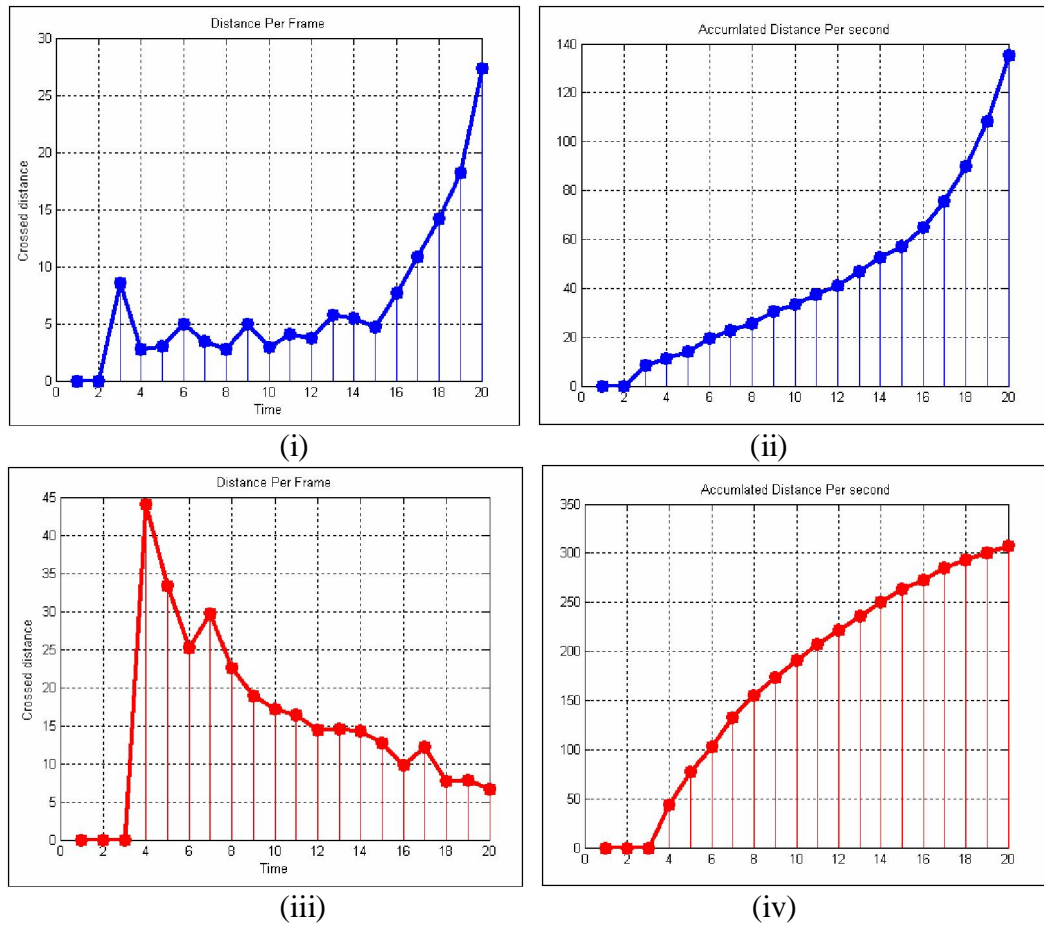 Distance Per Frame
30
25
20
15
10
5
0
Crossed distance
0 2 4 6 8 10 12 14 16 18 20
Time
(i)
Accumlated Distance Per second
140
120
100
80
60
40
20
0
0 2 4 6 8 10 12 14 16 18 20
(ii)
Distance Per Frame
45
40
35
30
25
20
15
10
5
0
Crossed distance
0 2 4 6 8 10 12 14 16 18 20
Time
(iii)
Accumlated Distance Per second
350
300
250
200
150
100
50
0
0 2 4 6 8 10 12 14 16 18 20
(iv)